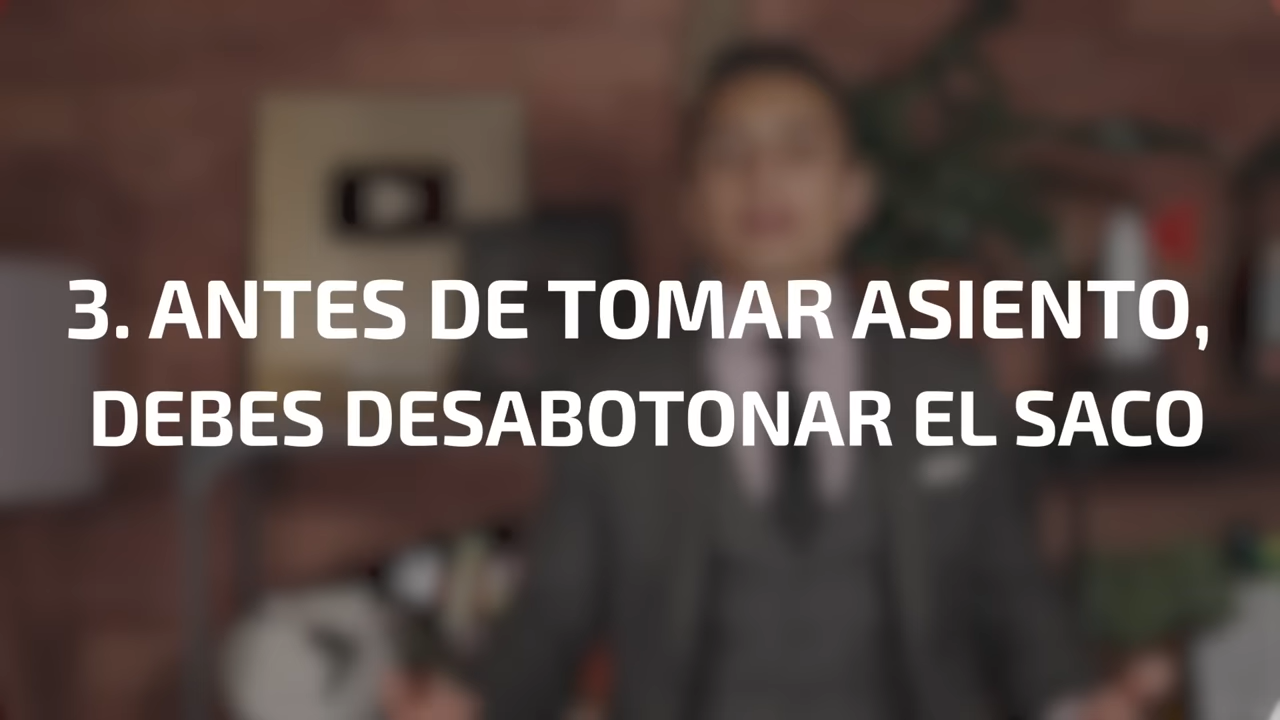 3. ANTES DE TOMAR ASIENTO,
DEBES DESABOTONAR EL SACO